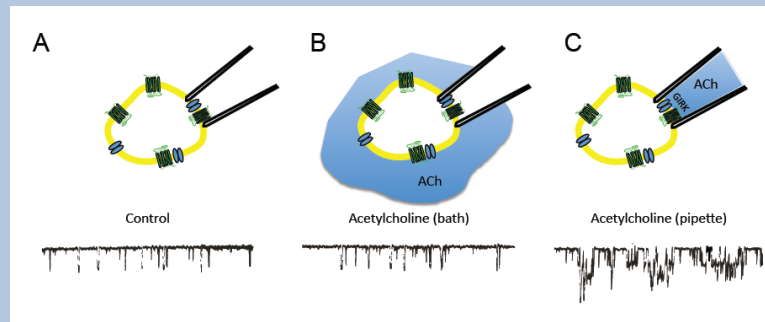 A
B
C
ACh
GIRK
ACh
Control
Acetylcholine (bath)
Acetylcholine (pipette)